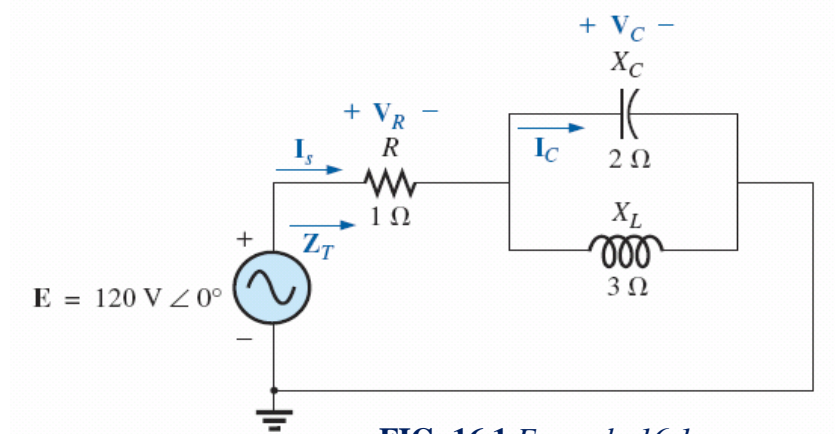 + V_C −
X_C
+ V_R −
R
I_s
I_C
2 Ω
1 Ω
Z_T
X_L
+
3 Ω
E = 120 V ∠ 0°
−